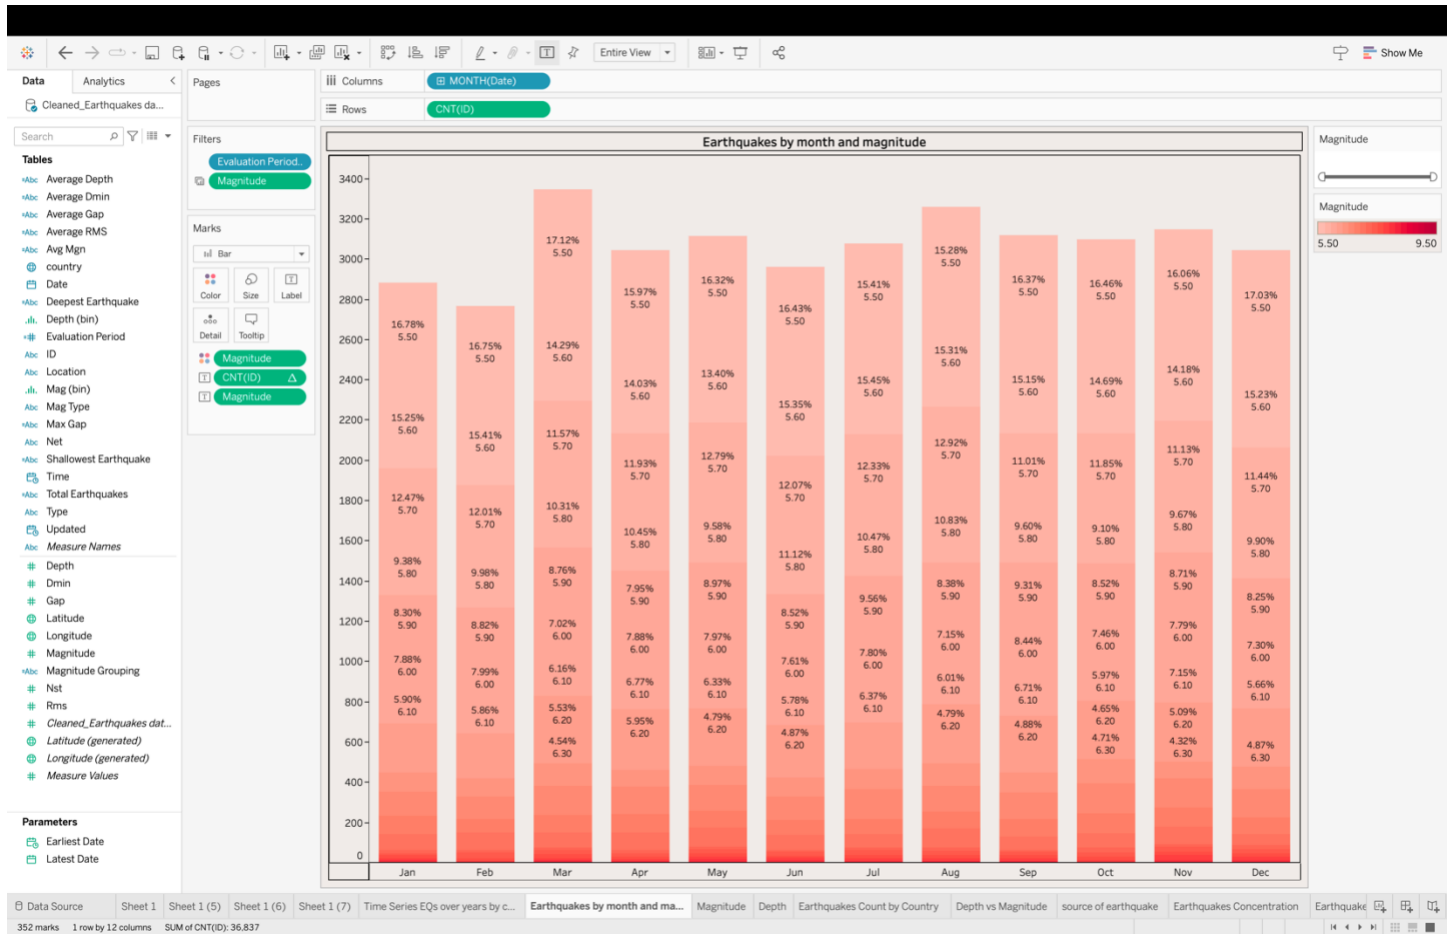 Entire View
Show Me
Data
Analytics
Pages
Columns
MONTH(Date)
Cleaned_Earthquakes da...
Rows
CNT(ID)
Search
Filters
Evaluation Period..
Magnitude
Tables
Average Depth
Average Dmin
Average Gap
Average RMS
Avg Mgn
country
Date
Deepest Earthquake
Depth (bin)
Evaluation Period
ID
Location
Mag (bin)
Mag Type
Max Gap
Net
Shallowest Earthquake
Time
Total Earthquakes
Type
Updated
Measure Names
Depth
Dmin
Gap
Latitude
Longitude
Magnitude
Magnitude Grouping
Nst
Rms
Cleaned_Earthquakes dat...
Latitude (generated)
Longitude (generated)
Measure Values
Parameters
Earliest Date
Latest Date
Marks
Bar
Color
Size
Label
Detail
Tooltip
Magnitude
CNT(ID)
Magnitude
Earthquakes by month and magnitude
3400
3200
3000
2800
2600
2400
2200
2000
1800
1600
1400
1200
1000
800
600
400
200
0
16.78%
5.50
15.25%
5.60
12.47%
5.70
9.38%
5.80
8.30%
5.90
7.88%
6.00
5.90%
6.10
Jan
16.75%
5.50
15.41%
5.60
12.01%
5.70
9.98%
5.80
8.82%
5.90
7.99%
6.00
5.86%
6.10
Feb
17.12%
5.50
14.29%
5.60
11.57%
5.70
10.31%
5.80
8.76%
5.90
7.02%
6.00
6.16%
6.10
5.53%
6.20
4.54%
6.30
Mar
15.97%
5.50
14.03%
5.60
11.93%
5.70
10.45%
5.80
7.95%
5.90
7.88%
6.00
6.77%
6.10
5.95%
6.20
Apr
16.32%
5.50
13.40%
5.60
12.79%
5.70
9.58%
5.80
8.97%
5.90
7.97%
6.00
6.33%
6.10
4.79%
6.20
May
16.43%
5.50
15.35%
5.60
12.07%
5.70
11.12%
5.80
8.52%
5.90
7.61%
6.00
5.78%
6.10
4.87%
6.20
Jun
15.41%
5.50
15.45%
5.60
12.33%
5.70
10.47%
5.80
9.56%
5.90
7.80%
6.00
6.37%
6.10
Jul
15.28%
5.50
15.31%
5.60
12.92%
5.70
10.83%
5.80
8.38%
5.90
7.15%
6.00
6.01%
6.10
4.79%
6.20
Aug
16.37%
5.50
15.15%
5.60
11.01%
5.70
9.60%
5.80
9.31%
5.90
8.44%
6.00
6.71%
6.10
4.88%
6.20
Sep
16.46%
5.50
14.69%
5.60
11.85%
5.70
9.10%
5.80
8.52%
5.90
7.46%
6.00
5.97%
6.10
4.65%
6.20
4.71%
6.30
Oct
16.06%
5.50
14.18%
5.60
11.13%
5.70
9.67%
5.80
8.71%
5.90
7.79%
6.00
7.15%
6.10
5.09%
6.20
4.32%
6.30
Nov
17.03%
5.50
15.23%
5.60
11.44%
5.70
9.90%
5.80
8.25%
5.90
7.30%
6.00
5.66%
6.10
4.87%
6.30
Dec
Magnitude
Magnitude
5.50 9.50
Data Source
Sheet 1
Sheet 1 (5)
Sheet 1 (6)
Sheet 1 (7)
Time Series EQs over years by c...
Earthquakes by month and ma...
Magnitude
Depth
Earthquakes Count by Country
Depth vs Magnitude
source of earthquake
Earthquakes Concentration
Earthquake
352 marks 1 row by 12 columns SUM of CNT(ID): 36,837